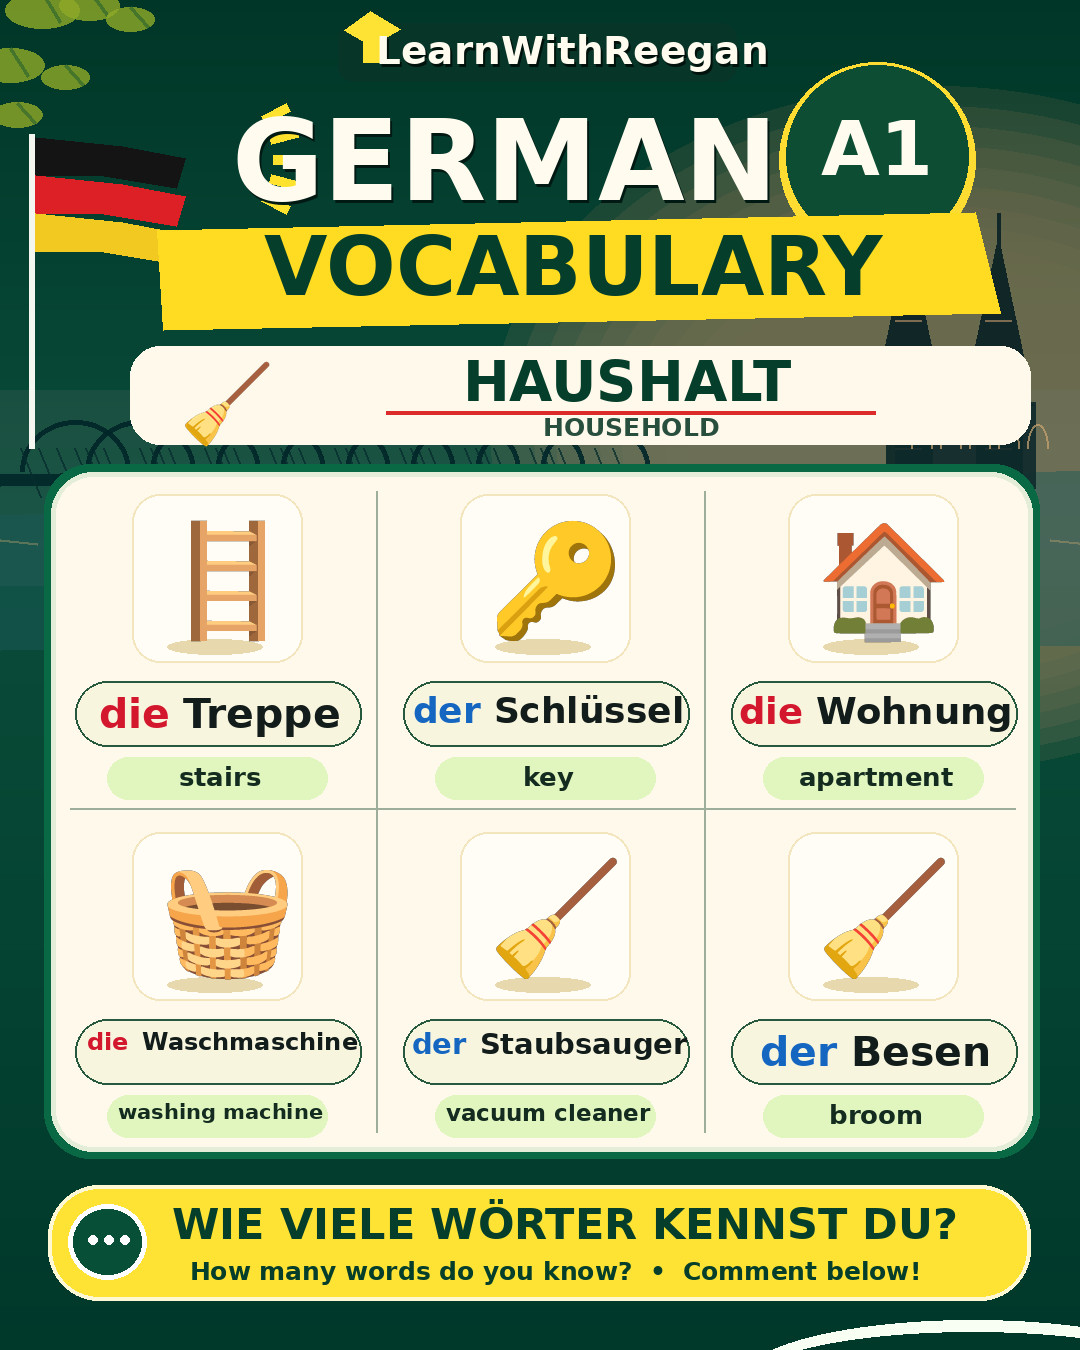 LearnWithReegan
GERMAN
A1
VOCABULARY
HAUSHALT
HOUSEHOLD
die Treppe
der Schlüssel
die Wohnung
stairs
key
apartment
die Waschmaschine
der Staubsauger
der Besen
washing machine
vacuum cleaner
broom
WIE VIELE WÖRTER KENNST DU?
How many words do you know? • Comment below!